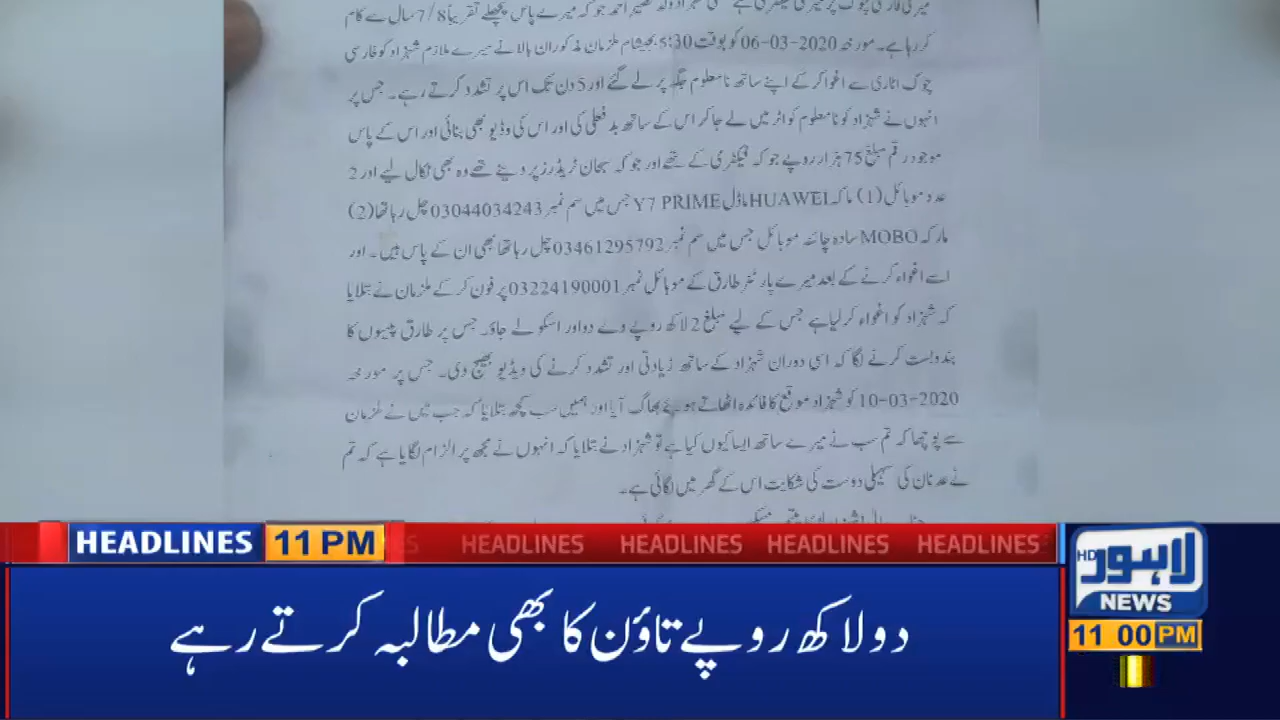 میری فارسی چوک پر میری فیکٹری ہے ولد نصیر احمد جو کہ میرے پاس پچھلے تقریباً 7/8 سال سے کام
کر رہا ہے۔ مورخہ 06-03-2020 کو بوقت 5:30 بجے شام ملزمان مذکوران بالا نے میرے ملازم شہزاد کو فارسی
چوک اٹاری سے اغوا کر کے اپنے ساتھ نامعلوم جگہ پر لے گئے اور 5 دن تک اس پر تشدد کرتے رہے۔ جس پر
انہوں نے شہزاد کو نامعلوم کواٹر میں لے جا کر اس کے ساتھ بدفعلی کی اور اس کی وڈیو بھی بنائی اور اس کے پاس
موجود رقم مبلغ 75 ہزار روپے جو کہ فیکٹری کے تھے اور جو کہ سبحان ٹریڈرز پر دینے تھے وہ بھی نکال لیے اور 2
عدد موبائل (1) مارکہ HUAWEI ماڈل Y7 PRIME جس میں سم نمبر 03044034243 چل رہا تھا (2)
مارکہ MOBO سادہ چائنہ موبائل جس میں سم نمبر 03461295792 چل رہا تھا بھی ان کے پاس ہیں۔ اور
اسے اغواء کرنے کے بعد میرے پارٹنر طارق کے موبائل نمبر 03224190001 پر فون کر کے ملزمان نے بتلایا
کہ شہزاد کو اغواء کر لیا ہے جس کے لیے مبلغ 2 لاکھ روپے دے دو اور اسکو لے جاؤ۔ جس پر طارق پیسوں کا
بندوبست کرنے لگا کہ اسی دوران شہزاد کے ساتھ زیادتی اور تشدد کرنے کی ویڈیو بھیج دی۔ جس پر مورخہ
10-03-2020 کو شہزاد موقع کا فائدہ اٹھاتے ہوئے بھاگ آیا اور ہمیں سب کچھ بتلایا کہ جب میں نے ملزمان
سے پوچھا کہ تم سب نے میرے ساتھ ایسا کیوں کیا ہے تو شہزاد نے بتلایا کہ انہوں نے مجھ پر الزام لگایا ہے کہ تم
نے عدنان کی سہیلی دوست کی شکایت اس کے گھر میں لگائی ہے۔
HEADLINES 11 PM HEADLINES HEADLINES HEADLINES HEADLINES
دو لاکھ روپے تاؤن کا بھی مطالبہ کرتے رہے
لاہور HD
NEWS
11 00 PM